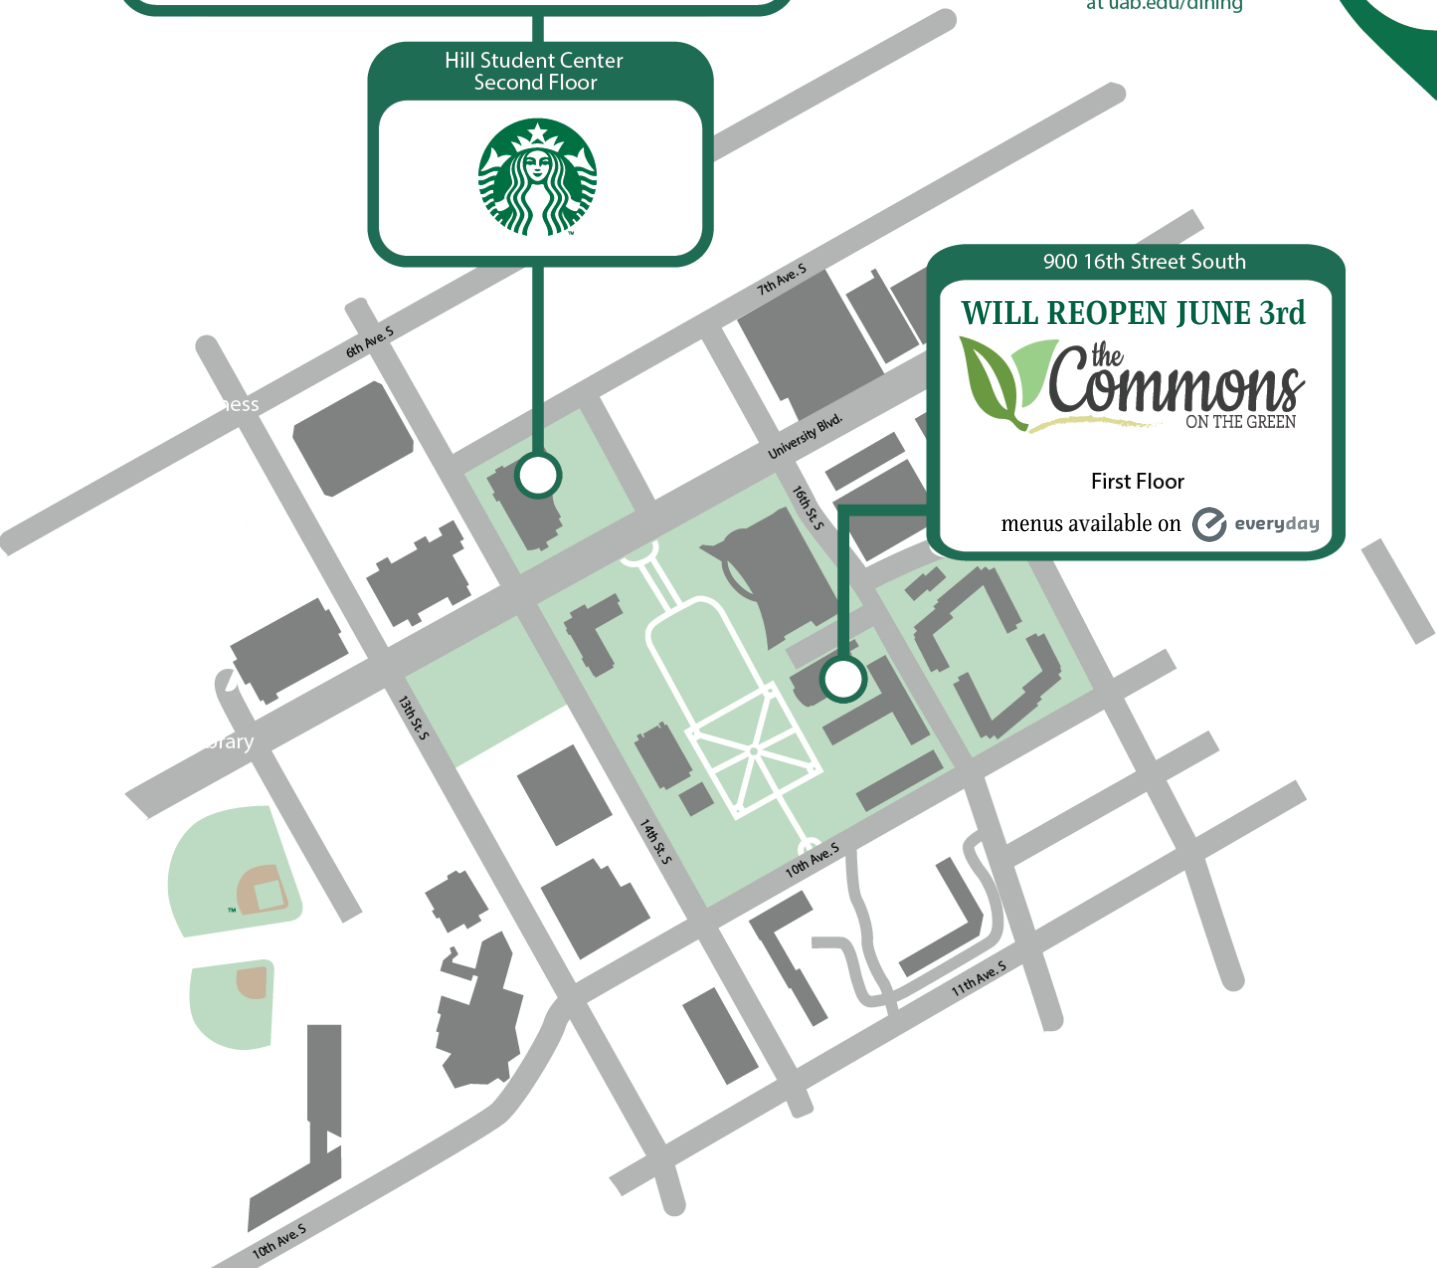 at uab.edu/dining
Hill Student Center
Second Floor
7th Ave. S
6th Ave. S
900 16th Street South
WILL REOPEN JUNE 3rd
the
Commons
ON THE GREEN
First Floor
menus available on everyday
University Blvd.
16th St. S
13th St. S
14th St. S
10th Ave. S
11th Ave. S
10th Ave. S
TM
TM